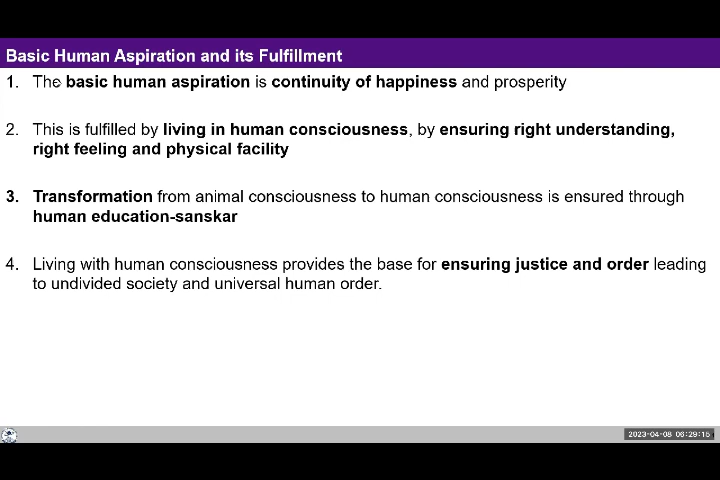 Basic Human Aspiration and its Fulfillment
1. The basic human aspiration is continuity of happiness and prosperity
2. This is fulfilled by living in human consciousness, by ensuring right understanding,
right feeling and physical facility
3. Transformation from animal consciousness to human consciousness is ensured through
human education-sanskar
4. Living with human consciousness provides the base for ensuring justice and order leading
to undivided society and universal human order.
2023-04-08 06:29:15